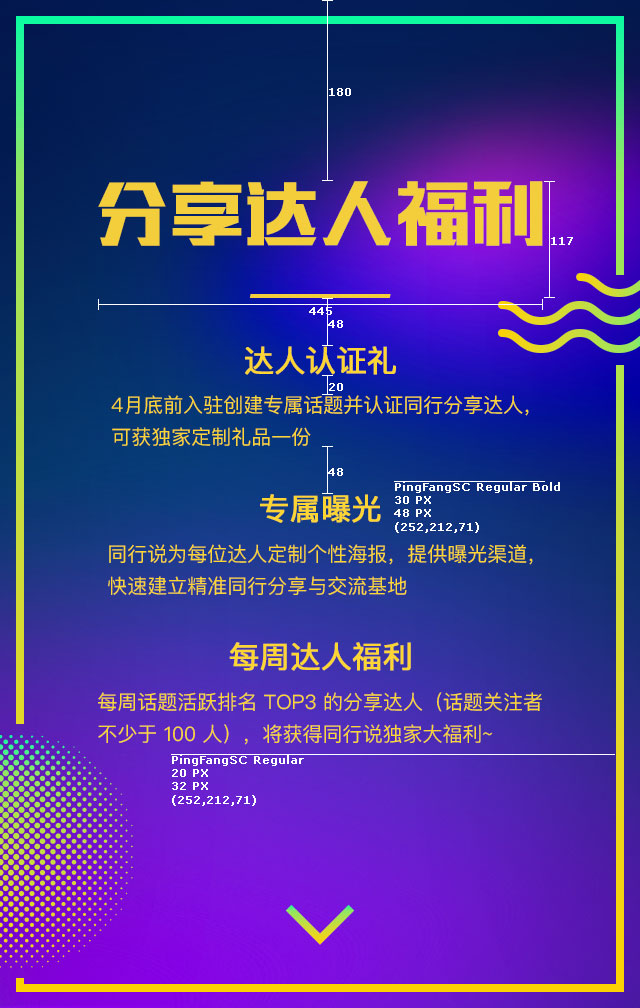 180
分享达人福利
117
445
48
达人认证礼
20
4月底前入驻创建专属话题并认证同行分享达人，
可获独家定制礼品一份
48
PingFangSC Regular Bold
30 PX
48 PX
(252,212,71)
专属曝光
同行说为每位达人定制个性海报，提供曝光渠道，
快速建立精准同行分享与交流基地
每周达人福利
每周话题活跃排名 TOP3 的分享达人（话题关注者
不少于 100 人），将获得同行说独家大福利~
PingFangSC Regular
20 PX
32 PX
(252,212,71)